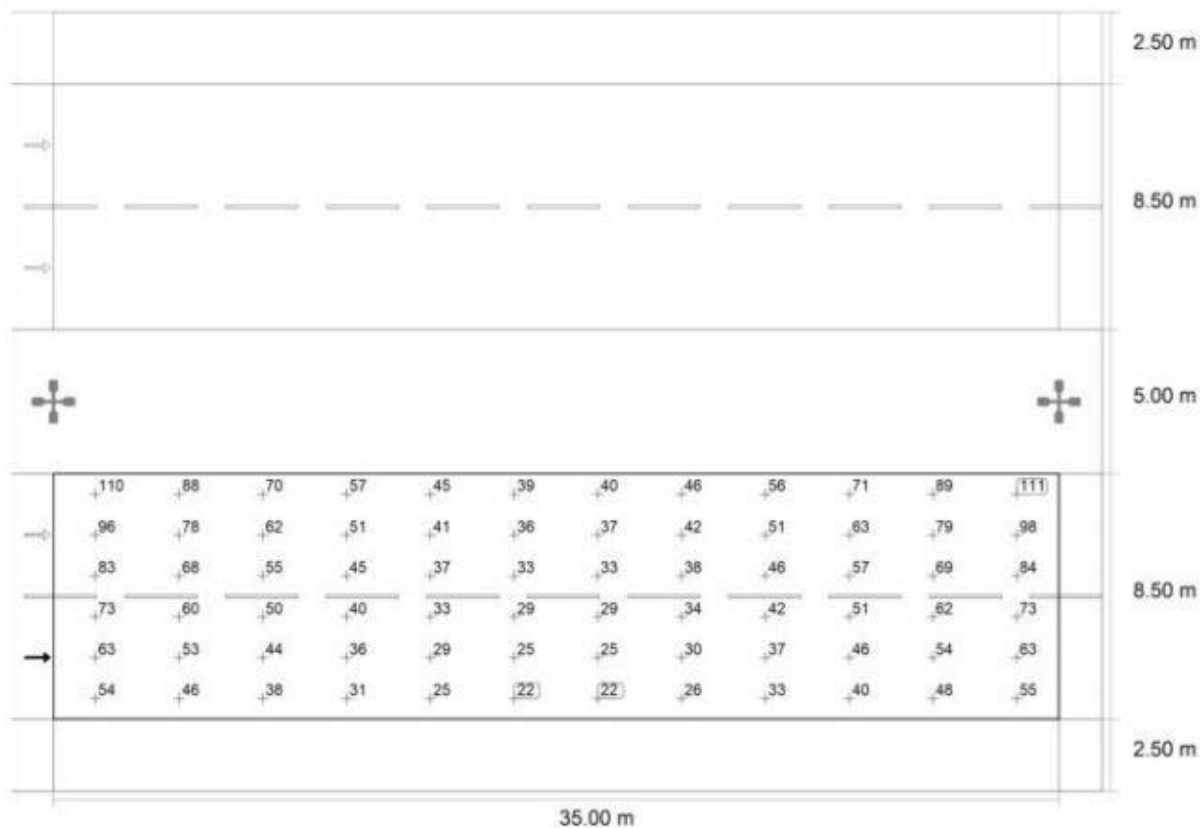 2.50 m
8.50 m
5.00 m
110 88 70 57 45 39 40 46 56 71 89 111
96 78 62 51 41 36 37 42 51 63 79 98
83 68 55 45 37 33 33 38 46 57 69 84
8.50 m
73 60 50 40 33 29 29 34 42 51 62 73
63 53 44 36 29 25 25 30 37 46 54 63
54 46 38 31 25 22 22 26 33 40 48 55
2.50 m
35.00 m